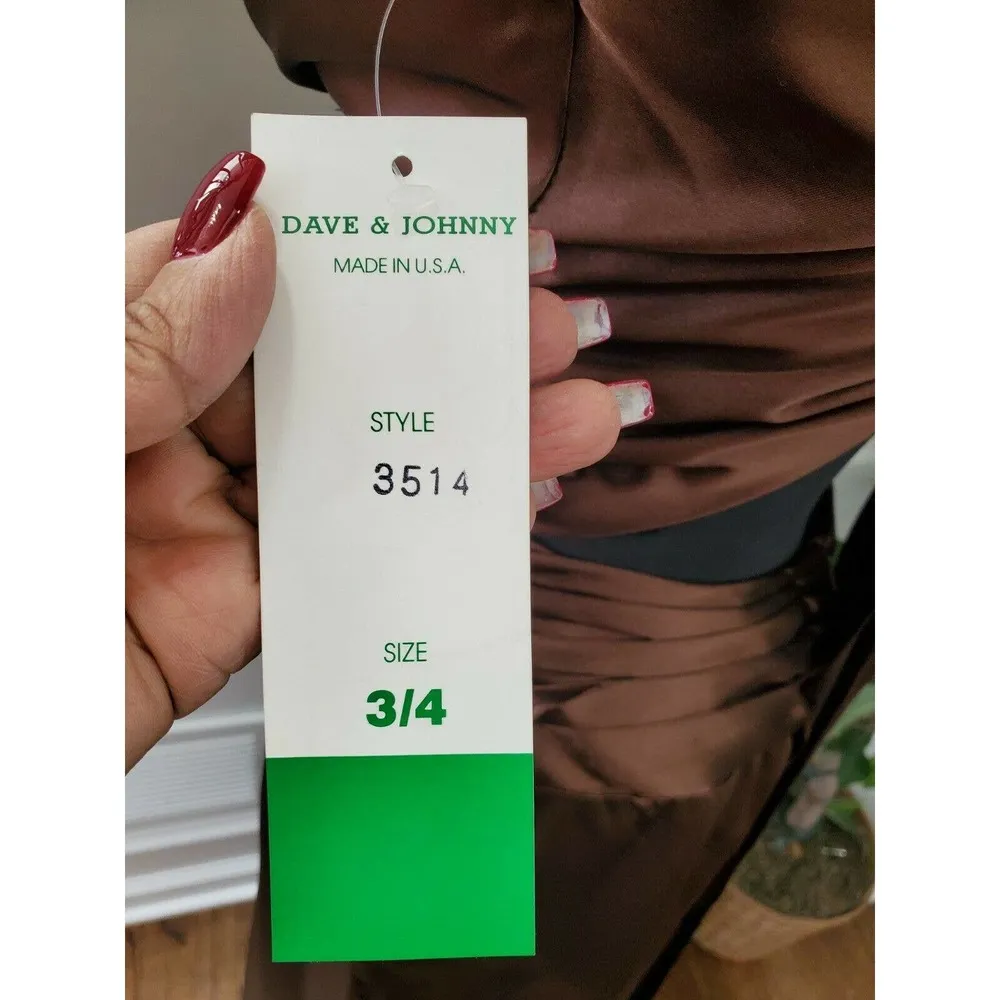 DAVE & JOHNNY
MADE IN U.S.A.
STYLE
3514
SIZE
3/4